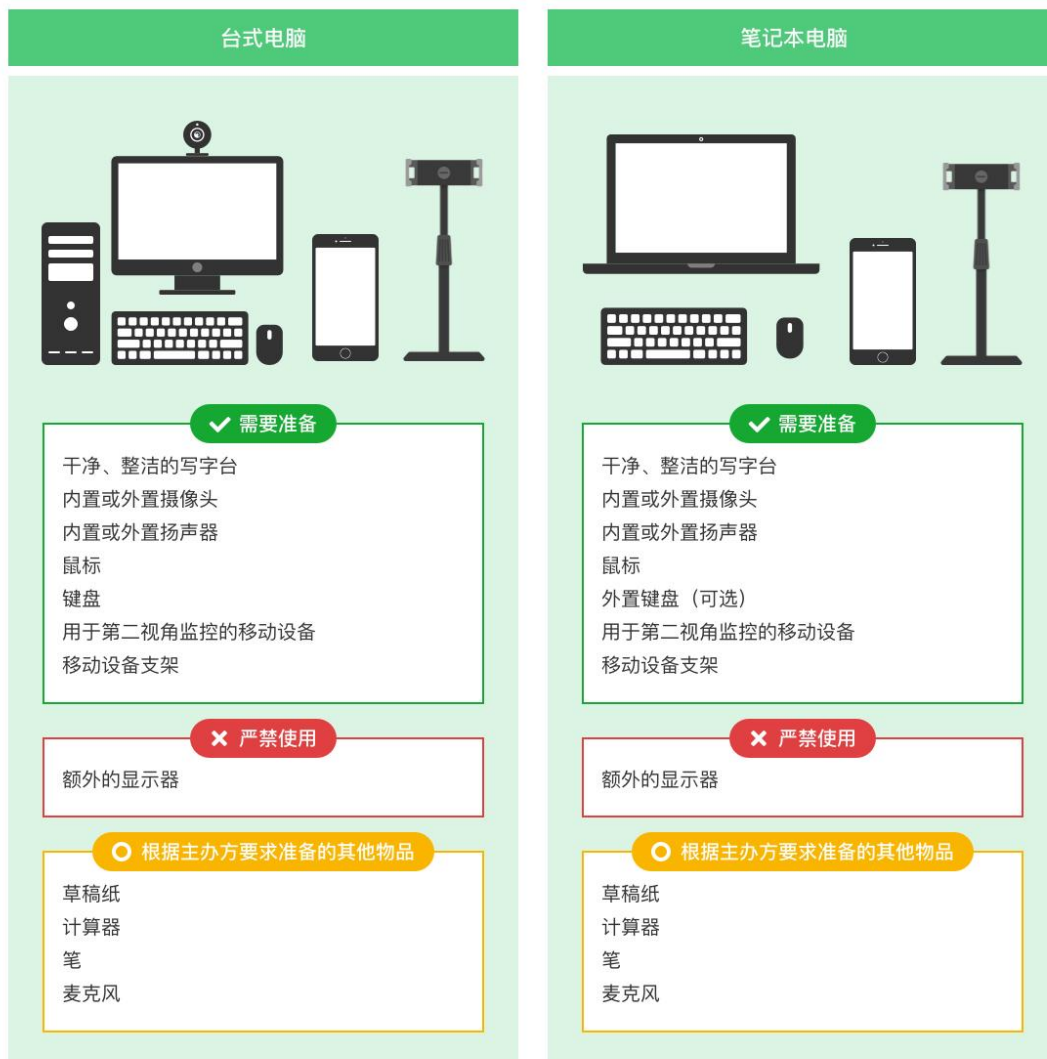 台式电脑
需要准备
干净、整洁的写字台
内置或外置摄像头
内置或外置扬声器
鼠标
键盘
用于第二视角监控的移动设备
移动设备支架
严禁使用
额外的显示器
根据主办方要求准备的其他物品
草稿纸
计算器
笔
麦克风
笔记本电脑
需要准备
干净、整洁的写字台
内置或外置摄像头
内置或外置扬声器
鼠标
外置键盘（可选）
用于第二视角监控的移动设备
移动设备支架
严禁使用
额外的显示器
根据主办方要求准备的其他物品
草稿纸
计算器
笔
麦克风